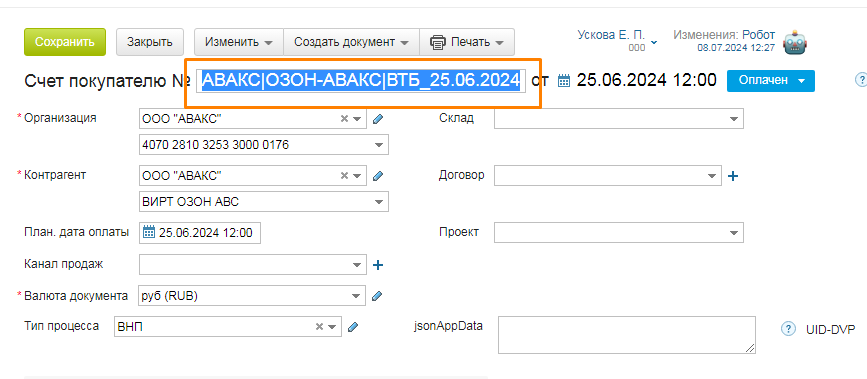 Сохранить Закрыть Изменить Создать документ Печать Ускова Е. П. Изменения: Робот
000 08.07.2024 12:27
Счет покупателю № АВАКС|ОЗОН-АВАКС|ВТБ_25.06.2024 от 25.06.2024 12:00 Оплачен ?
* Организация ООО "АВАКС" Склад
4070 2810 3253 3000 0176
* Контрагент ООО "АВАКС" Договор
ВИРТ ОЗОН АВС
План. дата оплаты 25.06.2024 12:00 Проект
Канал продаж
* Валюта документа руб (RUB)
Тип процесса ВНП jsonAppData ? UID-DVP